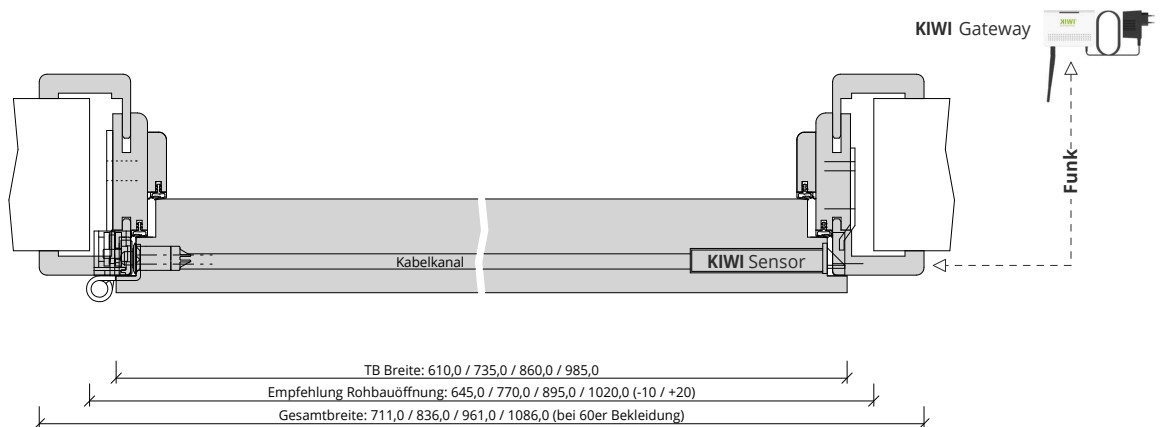 KIWI Gateway
KIWI
Funk
Kabelkanal
KIWI Sensor
TB Breite: 610,0 / 735,0 / 860,0 / 985,0
Empfehlung Rohbauöffnung: 645,0 / 770,0 / 895,0 / 1020,0 (-10 / +20)
Gesamtbreite: 711,0 / 836,0 / 961,0 / 1086,0 (bei 60er Bekleidung)